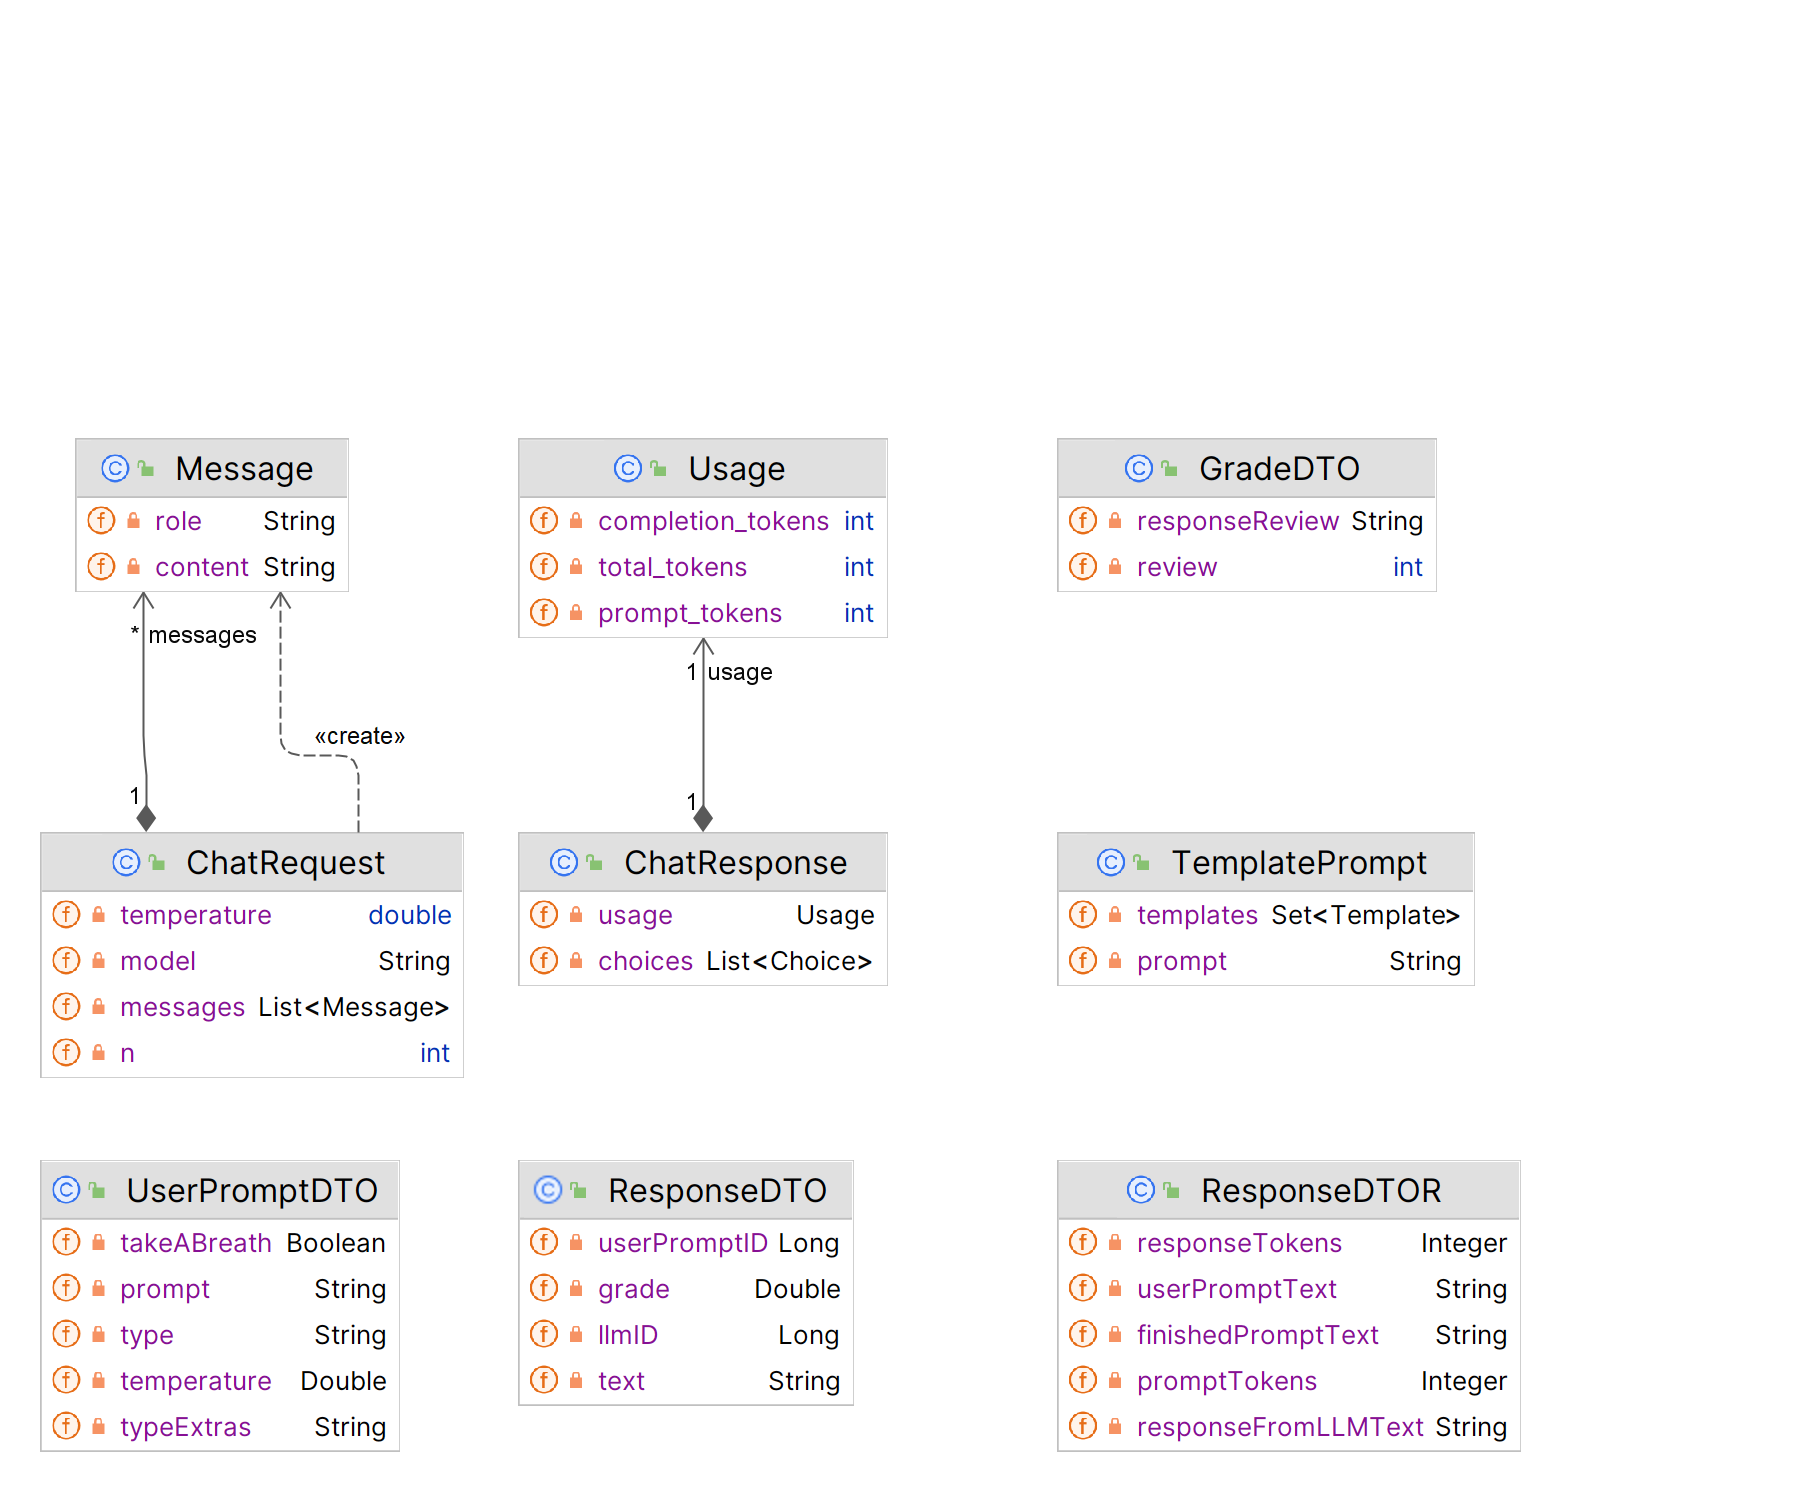 Message
role String
content String
* messages
«create»
1
ChatRequest
temperature double
model String
messages List<Message>
n int
Usage
completion_tokens int
total_tokens int
prompt_tokens int
1 usage
1
ChatResponse
usage Usage
choices List<Choice>
GradeDTO
responseReview String
review int
TemplatePrompt
templates Set<Template>
prompt String
UserPromptDTO
takeABreath Boolean
prompt String
type String
temperature Double
typeExtras String
ResponseDTO
userPromptID Long
grade Double
llmID Long
text String
ResponseDTOR
responseTokens Integer
userPromptText String
finishedPromptText String
promptTokens Integer
responseFromLLMText String